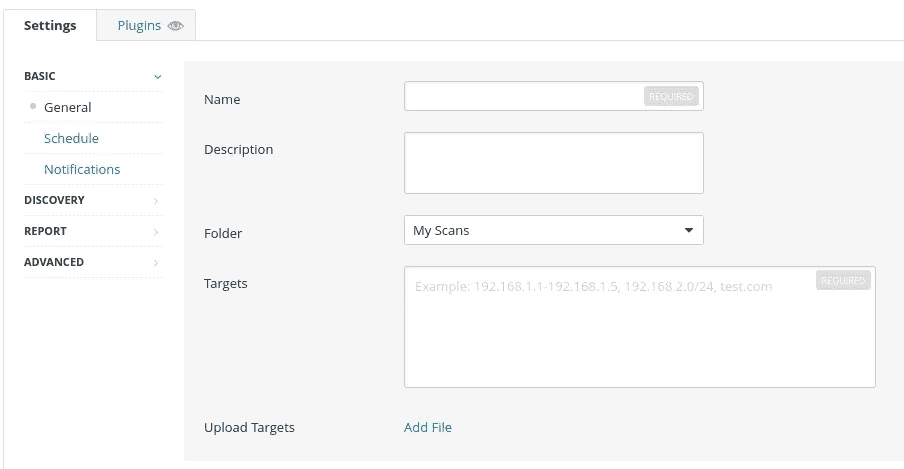 Settings
Plugins
BASIC
General
Schedule
Notifications
DISCOVERY
REPORT
ADVANCED
Name
REQUIRED
Description
Folder
My Scans
Targets
Example: 192.168.1.1-192.168.1.5, 192.168.2.0/24, test.com
REQUIRED
Upload Targets
Add File